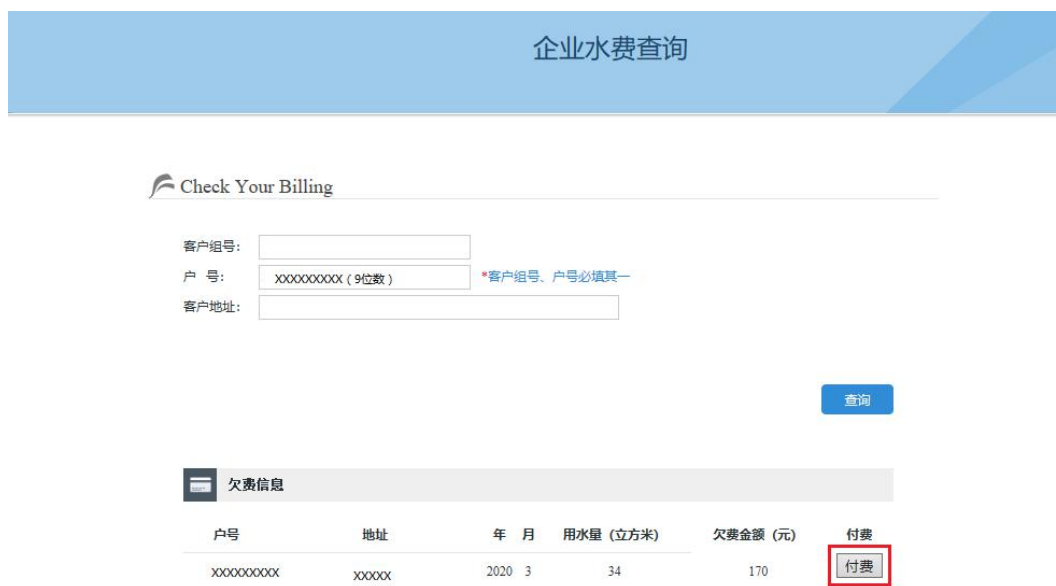 企业水费查询
Check Your Billing
客户组号:
户 号: XXXXXXXXX（9位数） *客户组号、户号必填其一
客户地址:
查询
欠费信息
户号 地址 年 月 用水量（立方米） 欠费金额（元） 付费
XXXXXXXXX XXXXX 2020 3 34 170 付费